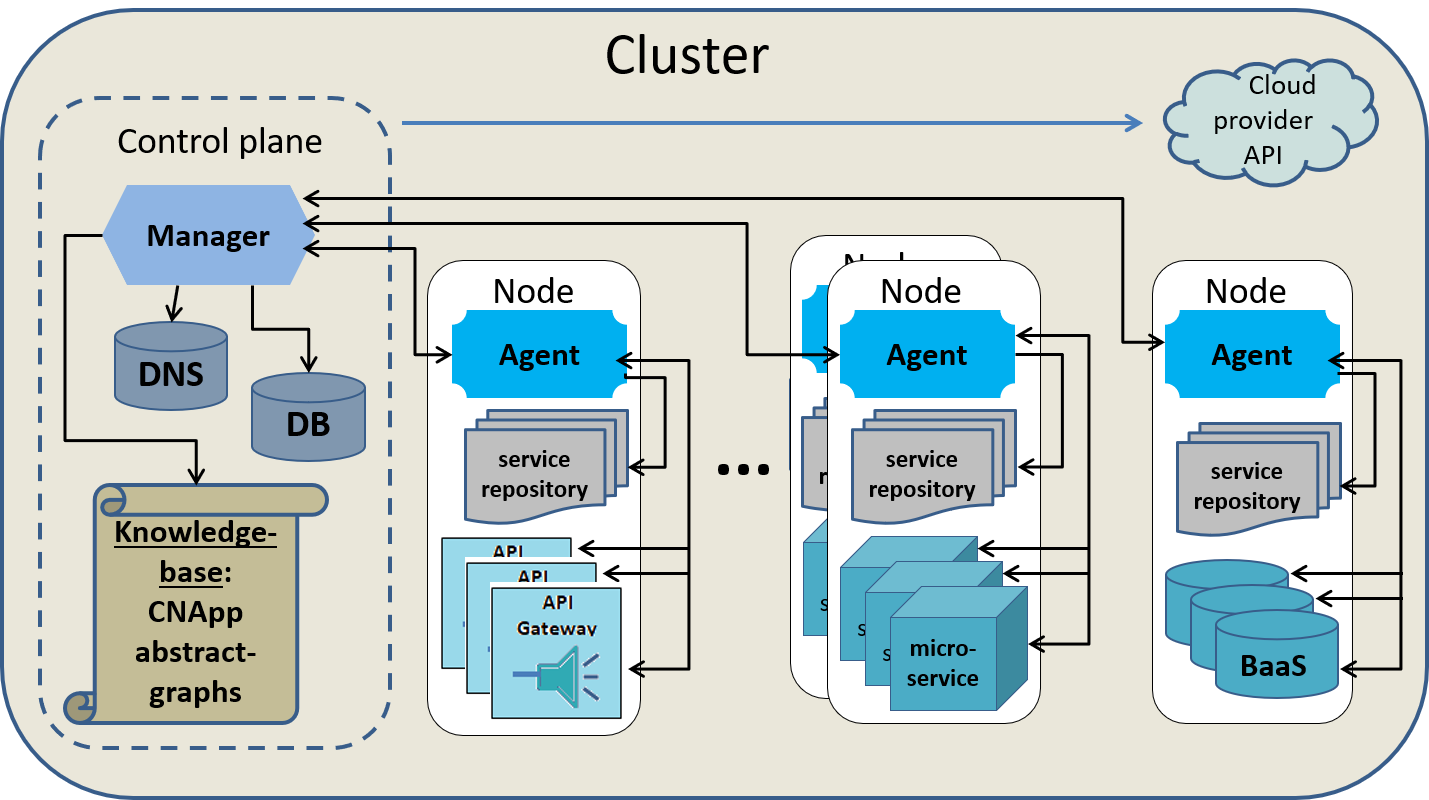 Cluster
Cloud
provider
API
Control plane
Manager
DNS
DB
Knowledge-
base:
CNApp
abstract-
graphs
Node
Agent
service
repository
API
API
API
Gateway
...
Node
Agent
service
repository
micro-
service
Node
Agent
service
repository
BaaS